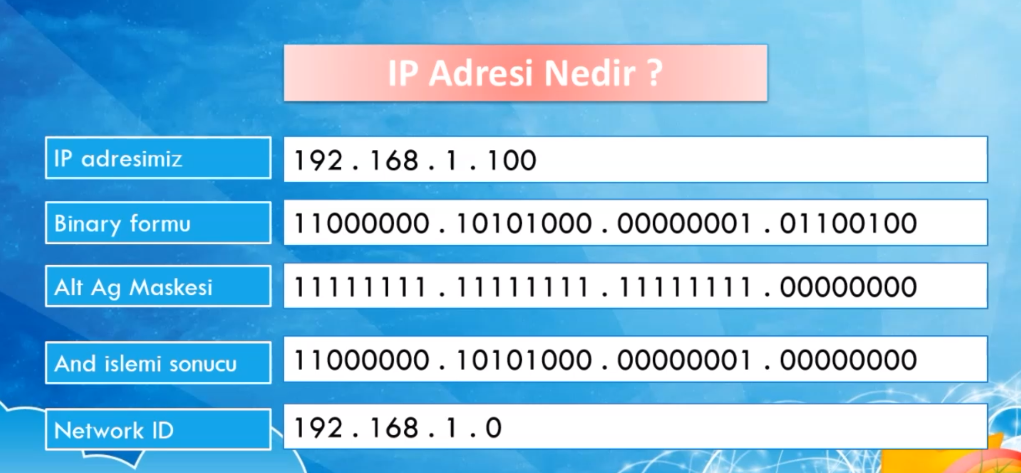 IP Adresi Nedir ?
IP adresimiz 192 . 168 . 1 . 100
Binary formu 11000000 . 10101000 . 00000001 . 01100100
Alt Ag Maskesi 11111111 . 11111111 . 11111111 . 00000000
And islemi sonucu 11000000 . 10101000 . 00000001 . 00000000
Network ID 192 . 168 . 1 . 0